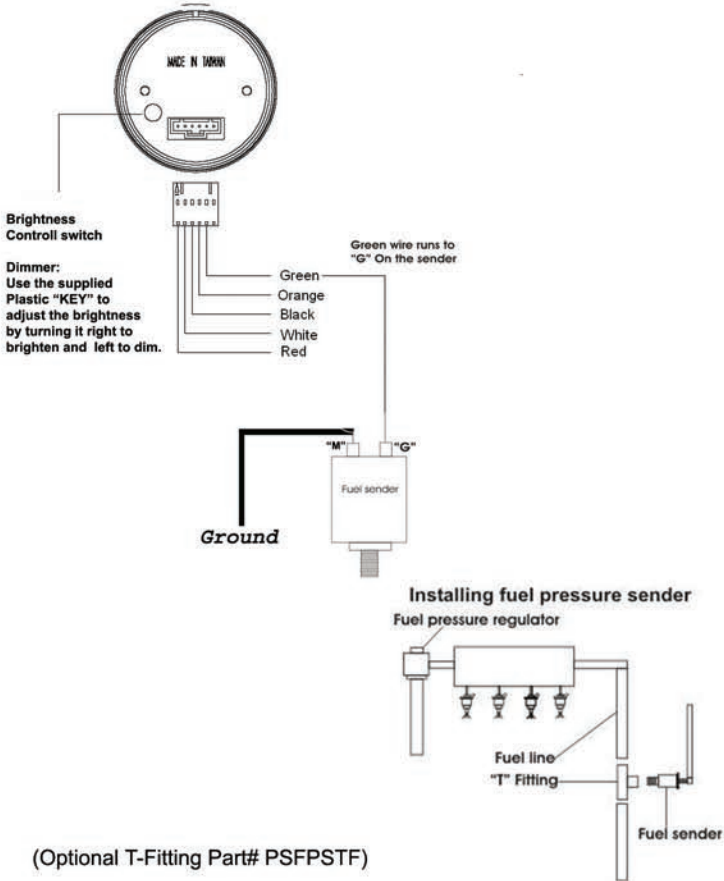 MADE IN TAIWAN
Brightness
Controll switch
Dimmer:
Use the supplied
Plastic “KEY” to
adjust the brightness
by turning it right to
brighten and left to dim.
Green wire runs to
"G" On the sender
Green
Orange
Black
White
Red
"M"
"G"
Fuel sender
Ground
Installing fuel pressure sender
Fuel pressure regulator
Fuel line
"T" Fitting
Fuel sender
(Optional T-Fitting Part# PSFPSTF)